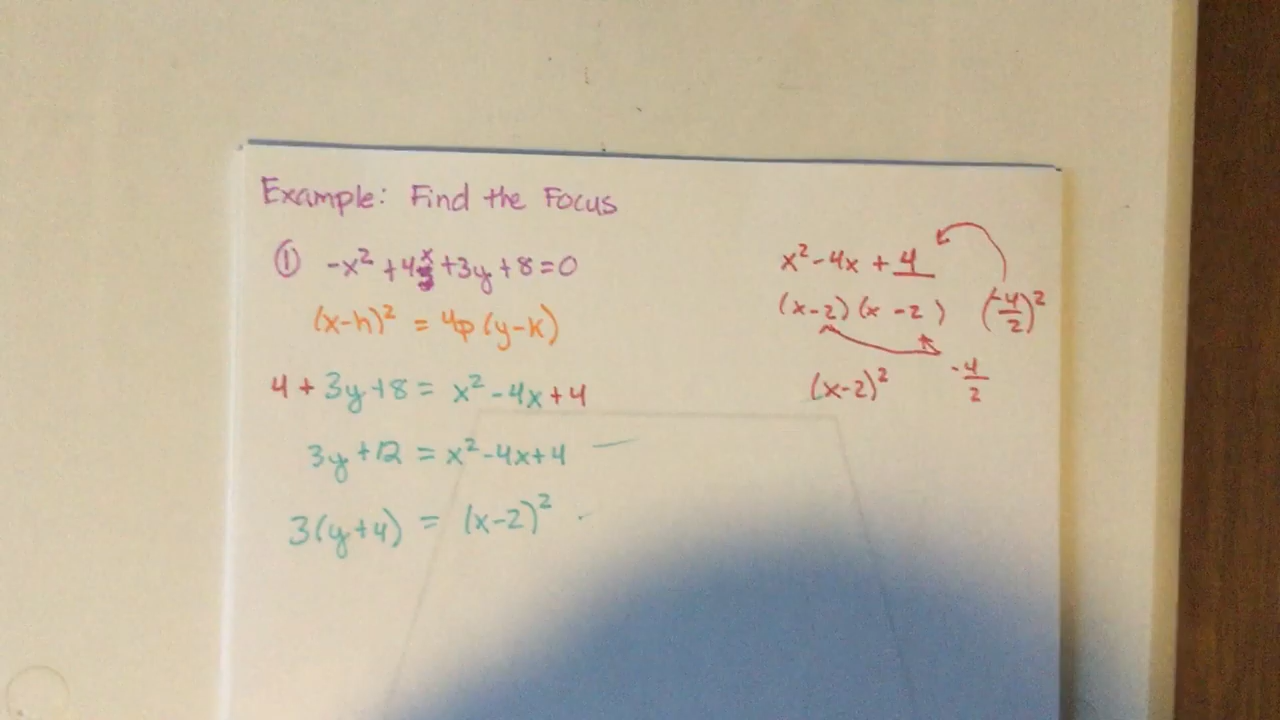 Example: Find the Focus
① -x² + 4x + 3y + 8 = 0
(x-h)² = 4p(y-k)
4 + 3y + 8 = x² - 4x + 4
3y + 12 = x² - 4x + 4
3(y+4) = (x-2)²
x² - 4x + 4
(x-2)(x-2) (-4/2)²
(x-2)² -4/2